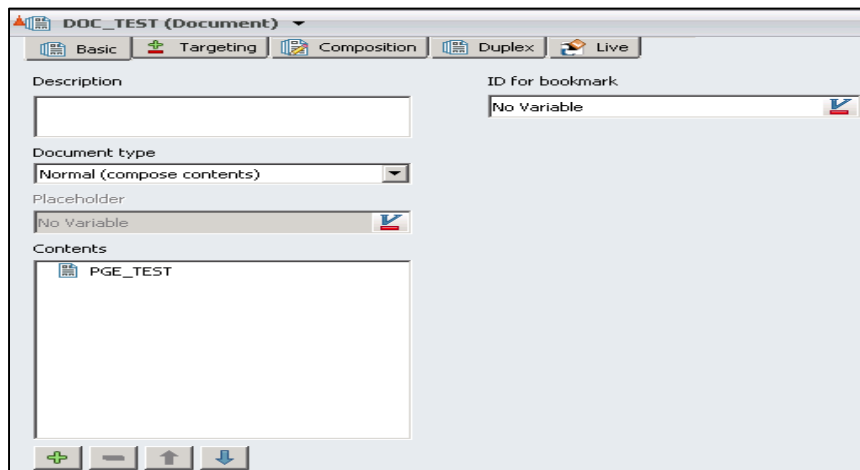 DOC_TEST (Document)
Basic Targeting Composition Duplex Live
Description
ID for bookmark
No Variable
Document type
Normal (compose contents)
Placeholder
No Variable
Contents
PGE_TEST